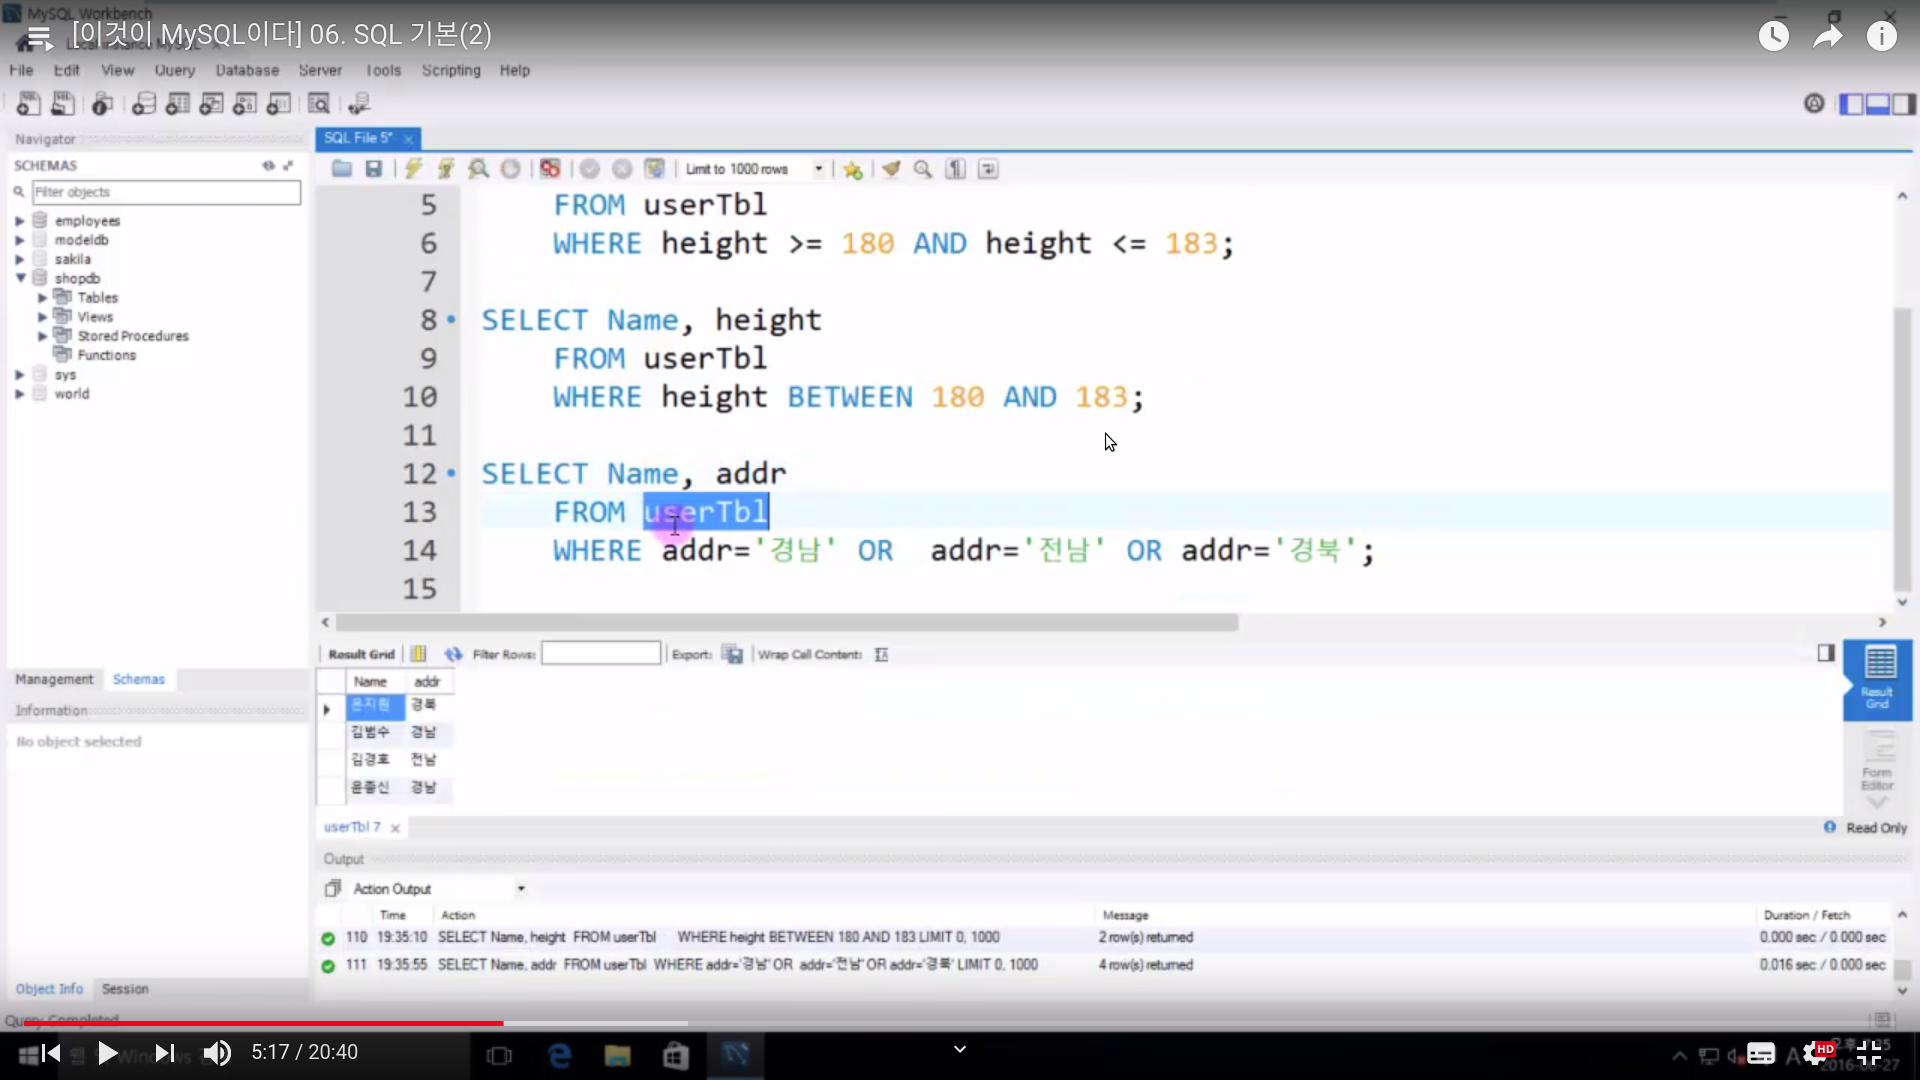 MySQL Workbench
[이것이 MySQL이다] 06. SQL 기본(2)
File Edit View Query Database Server Tools Scripting Help
Navigator
SQL File 5*
SCHEMAS
Limit to 1000 rows
Filter objects
employees
modeldb
sakila
shopdb
Tables
Views
Stored Procedures
Functions
sys
world
5 FROM userTbl
6 WHERE height >= 180 AND height <= 183;
7
8 SELECT Name, height
9 FROM userTbl
10 WHERE height BETWEEN 180 AND 183;
11
12 SELECT Name, addr
13 FROM userTbl
14 WHERE addr='경남' OR addr='전남' OR addr='경북';
15
Management Schemas
Information
No object selected
Result Grid Filter Rows: Export: Wrap Cell Content:
Name addr
은지원 경북
김범수 경남
김경호 전남
윤종신 경남
Result Grid
Form Editor
userTbl 7
Read Only
Output
Action Output
Time Action Message Duration / Fetch
110 19:35:10 SELECT Name, height FROM userTbl WHERE height BETWEEN 180 AND 183 LIMIT 0, 1000 2 row(s) returned 0.000 sec / 0.000 sec
111 19:35:55 SELECT Name, addr FROM userTbl WHERE addr='경남' OR addr='전남' OR addr='경북' LIMIT 0, 1000 4 row(s) returned 0.016 sec / 0.000 sec
Object Info Session
Query Completed
5:17 / 20:40
HD